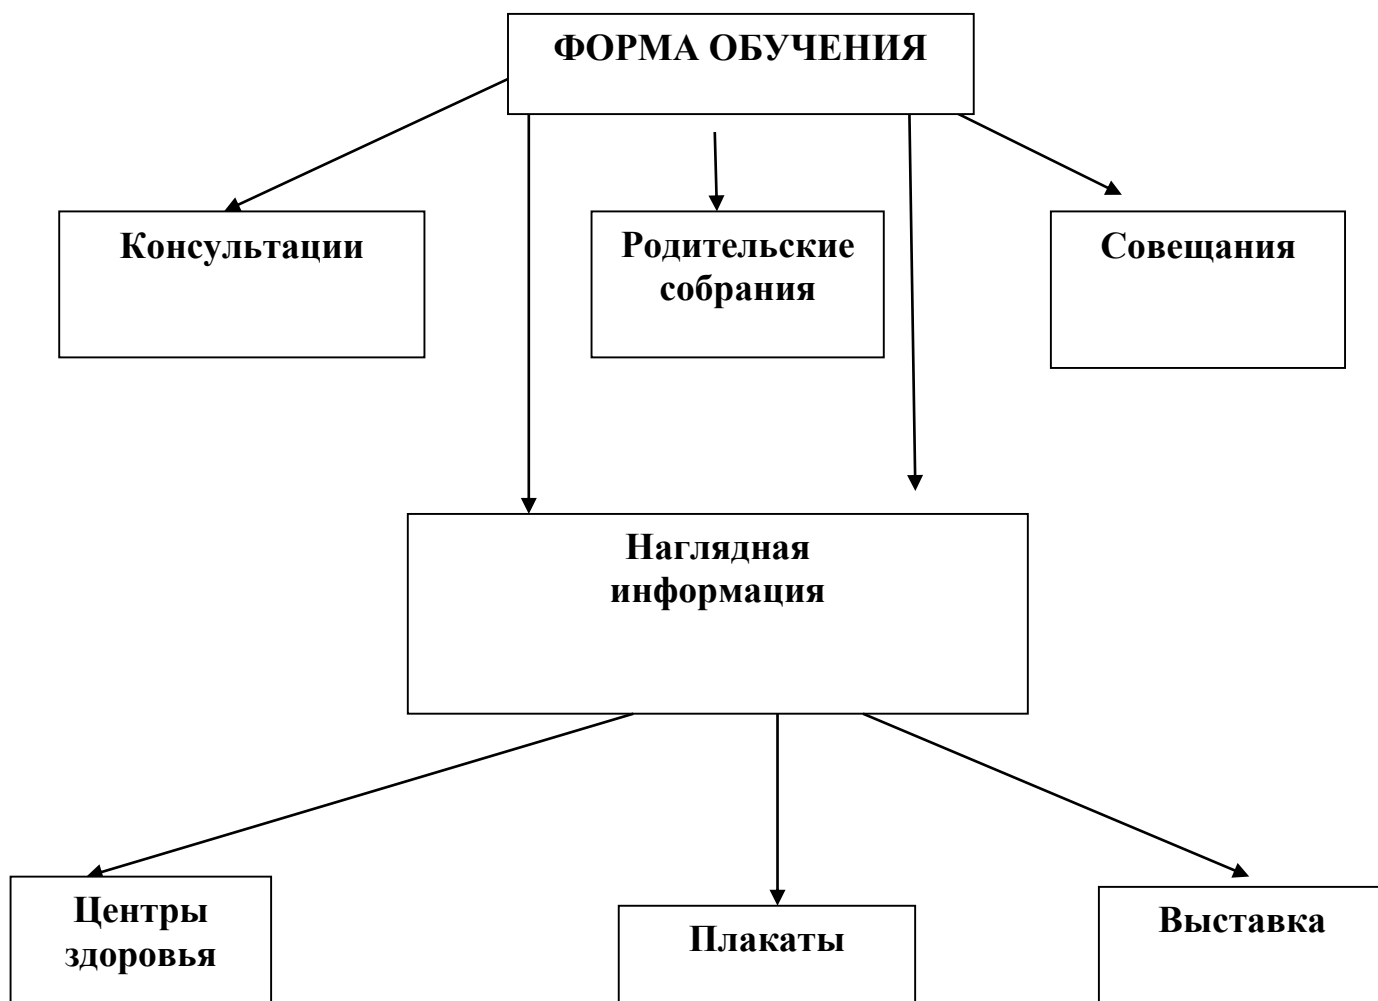 ФОРМА ОБУЧЕНИЯ
Консультации
Родительские
собрания
Совещания
Наглядная
информация
Центры
здоровья
Плакаты
Выставка